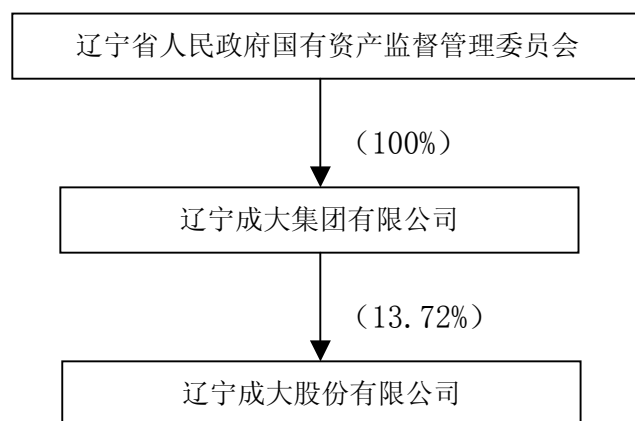 辽宁省人民政府国有资产监督管理委员会
（100%）
辽宁成大集团有限公司
（13.72%）
辽宁成大股份有限公司